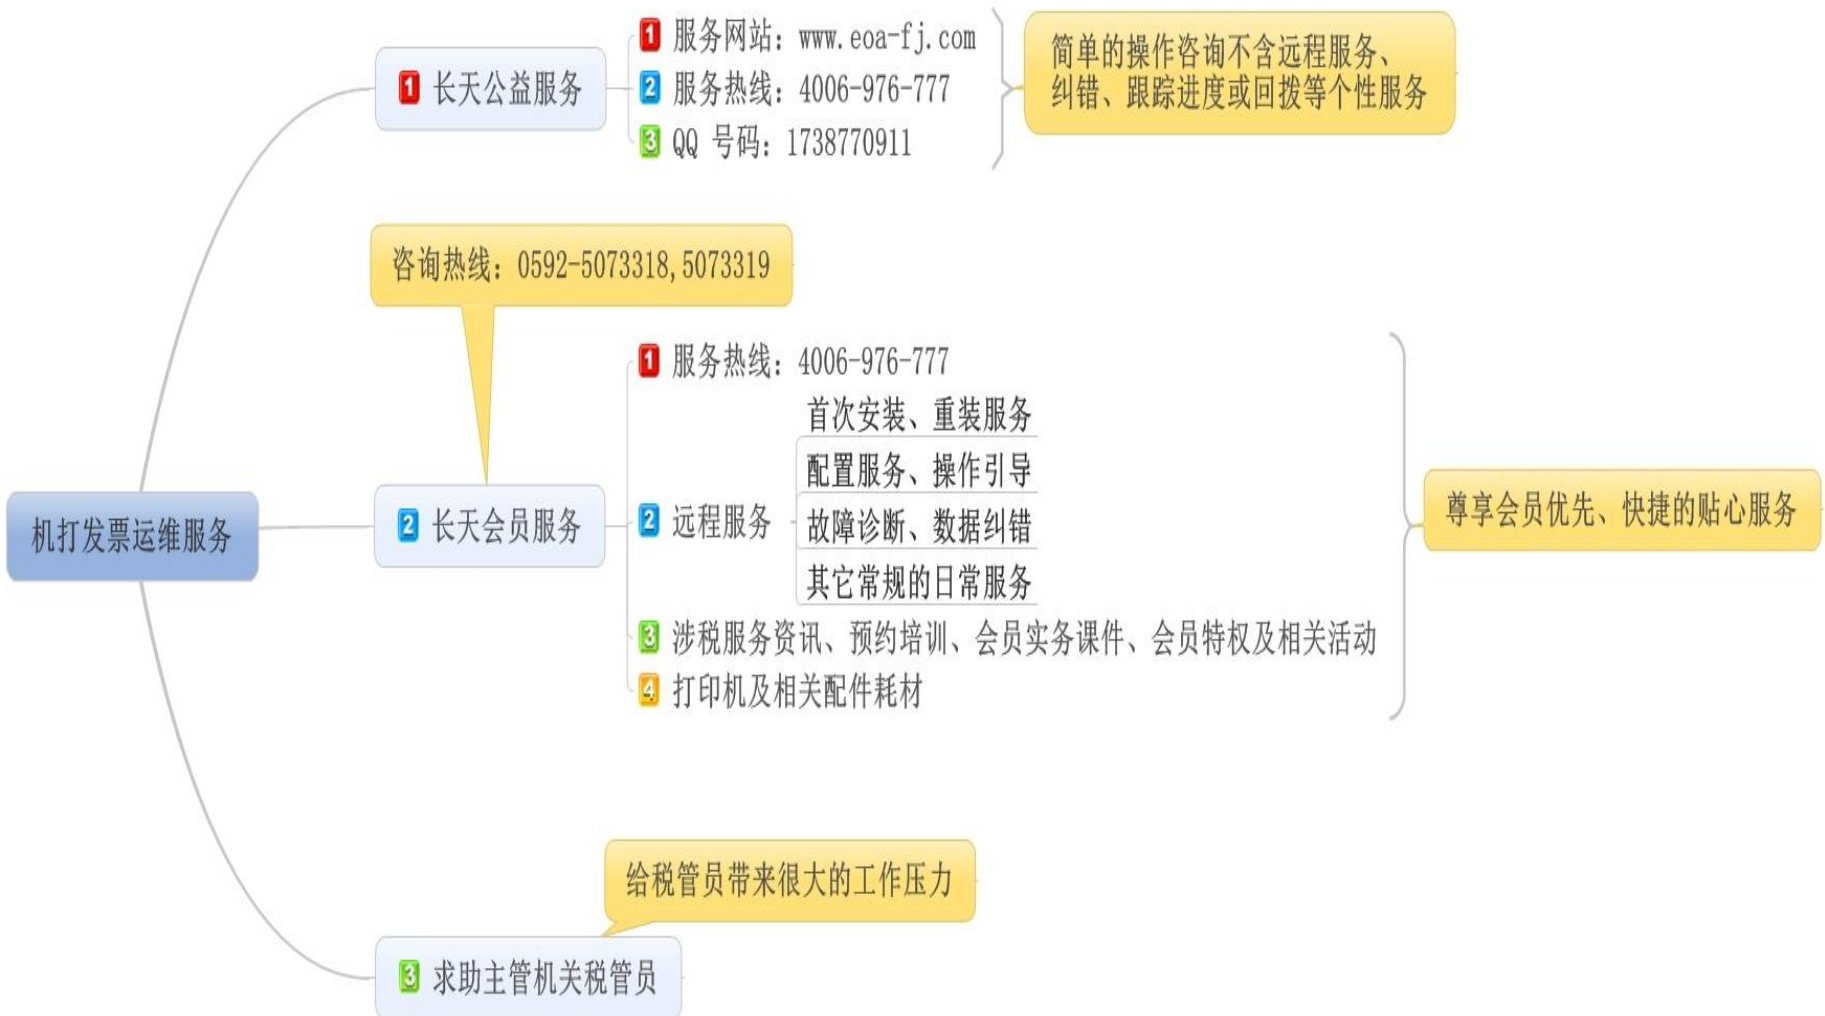 1 服务网站：www.eoa-fj.com
1 长天公益服务
2 服务热线：4006-976-777
3 QQ 号码：1738770911
简单的操作咨询不含远程服务、
纠错、跟踪进度或回拨等个性服务
咨询热线：0592-5073318,5073319
机打发票运维服务
2 长天会员服务
1 服务热线：4006-976-777
2 远程服务
首次安装、重装服务
配置服务、操作引导
故障诊断、数据纠错
其它常规的日常服务
3 涉税服务资讯、预约培训、会员实务课件、会员特权及相关活动
4 打印机及相关配件耗材
尊享会员优先、快捷的贴心服务
给税管员带来很大的工作压力
3 求助主管机关税管员